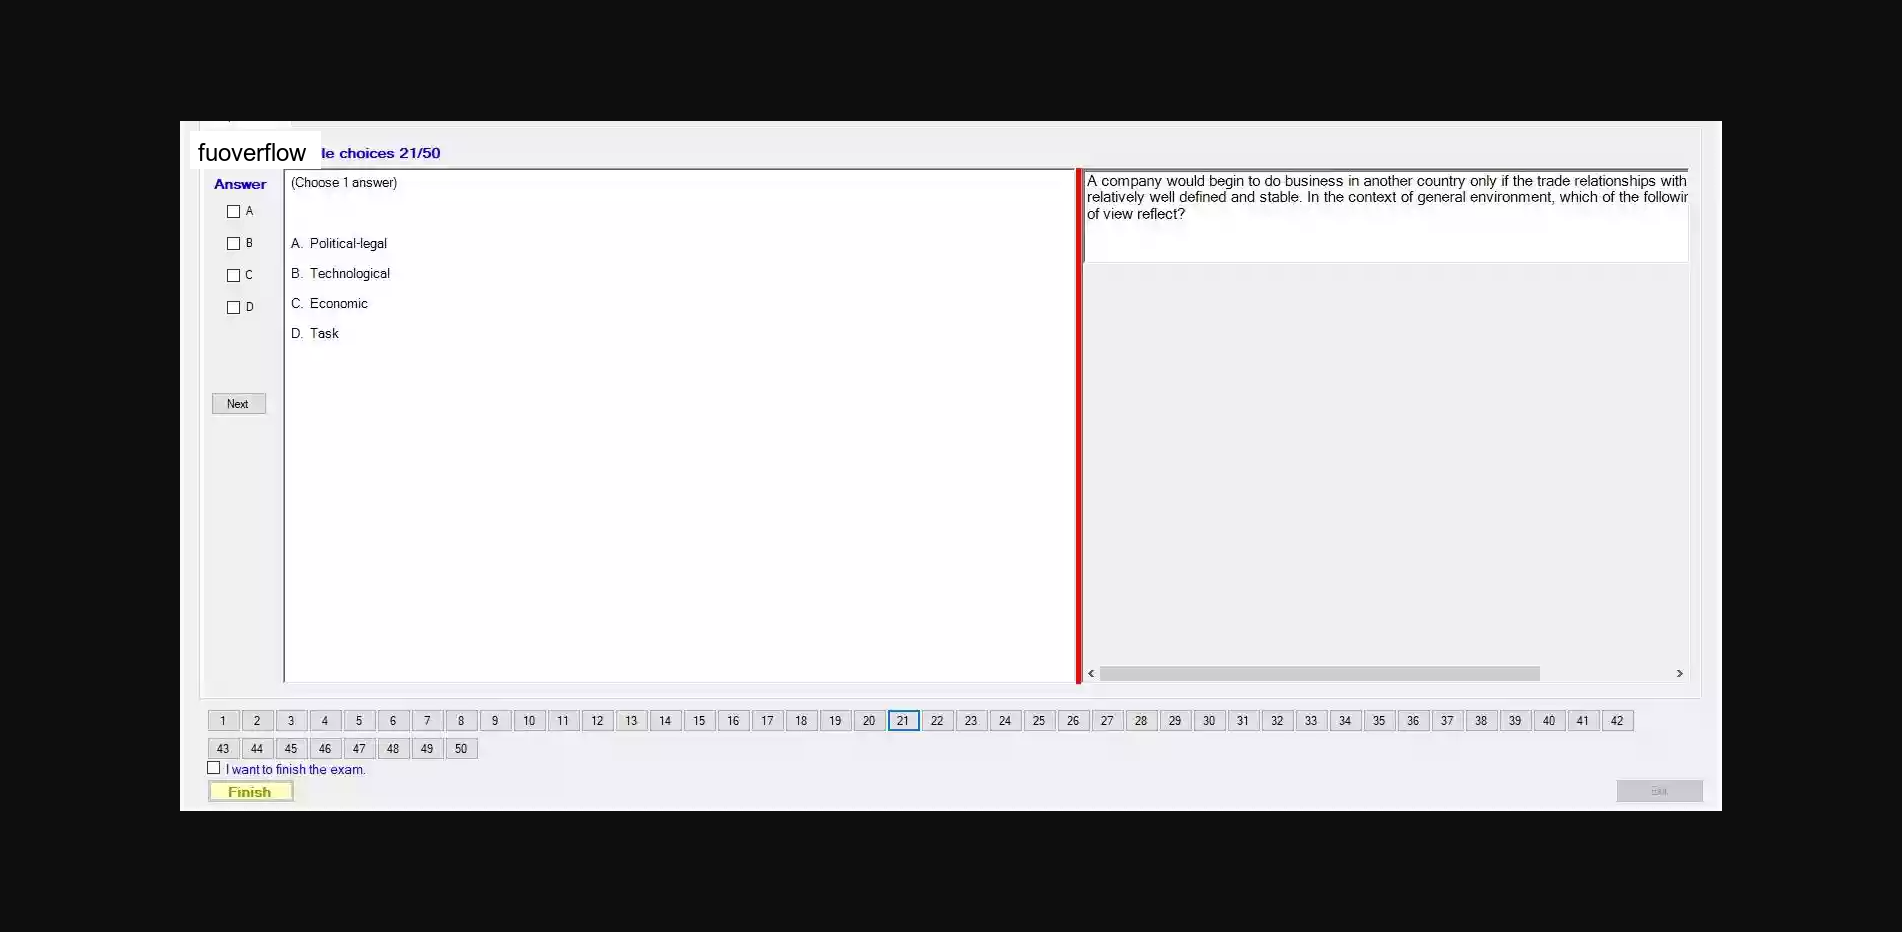 fuoverflow
le choices 21/50
Answer
(Choose 1 answer)
A
B
C
D
A. Political-legal
B. Technological
C. Economic
D. Task
Next
A company would begin to do business in another country only if the trade relationships with
relatively well defined and stable. In the context of general environment, which of the followin
of view reflect?
1 2 3 4 5 6 7 8 9 10 11 12 13 14 15 16 17 18 19 20 21 22 23 24 25 26 27 28 29 30 31 32 33 34 35 36 37 38 39 40 41 42
43 44 45 46 47 48 49 50
I want to finish the exam.
Finish
Exit